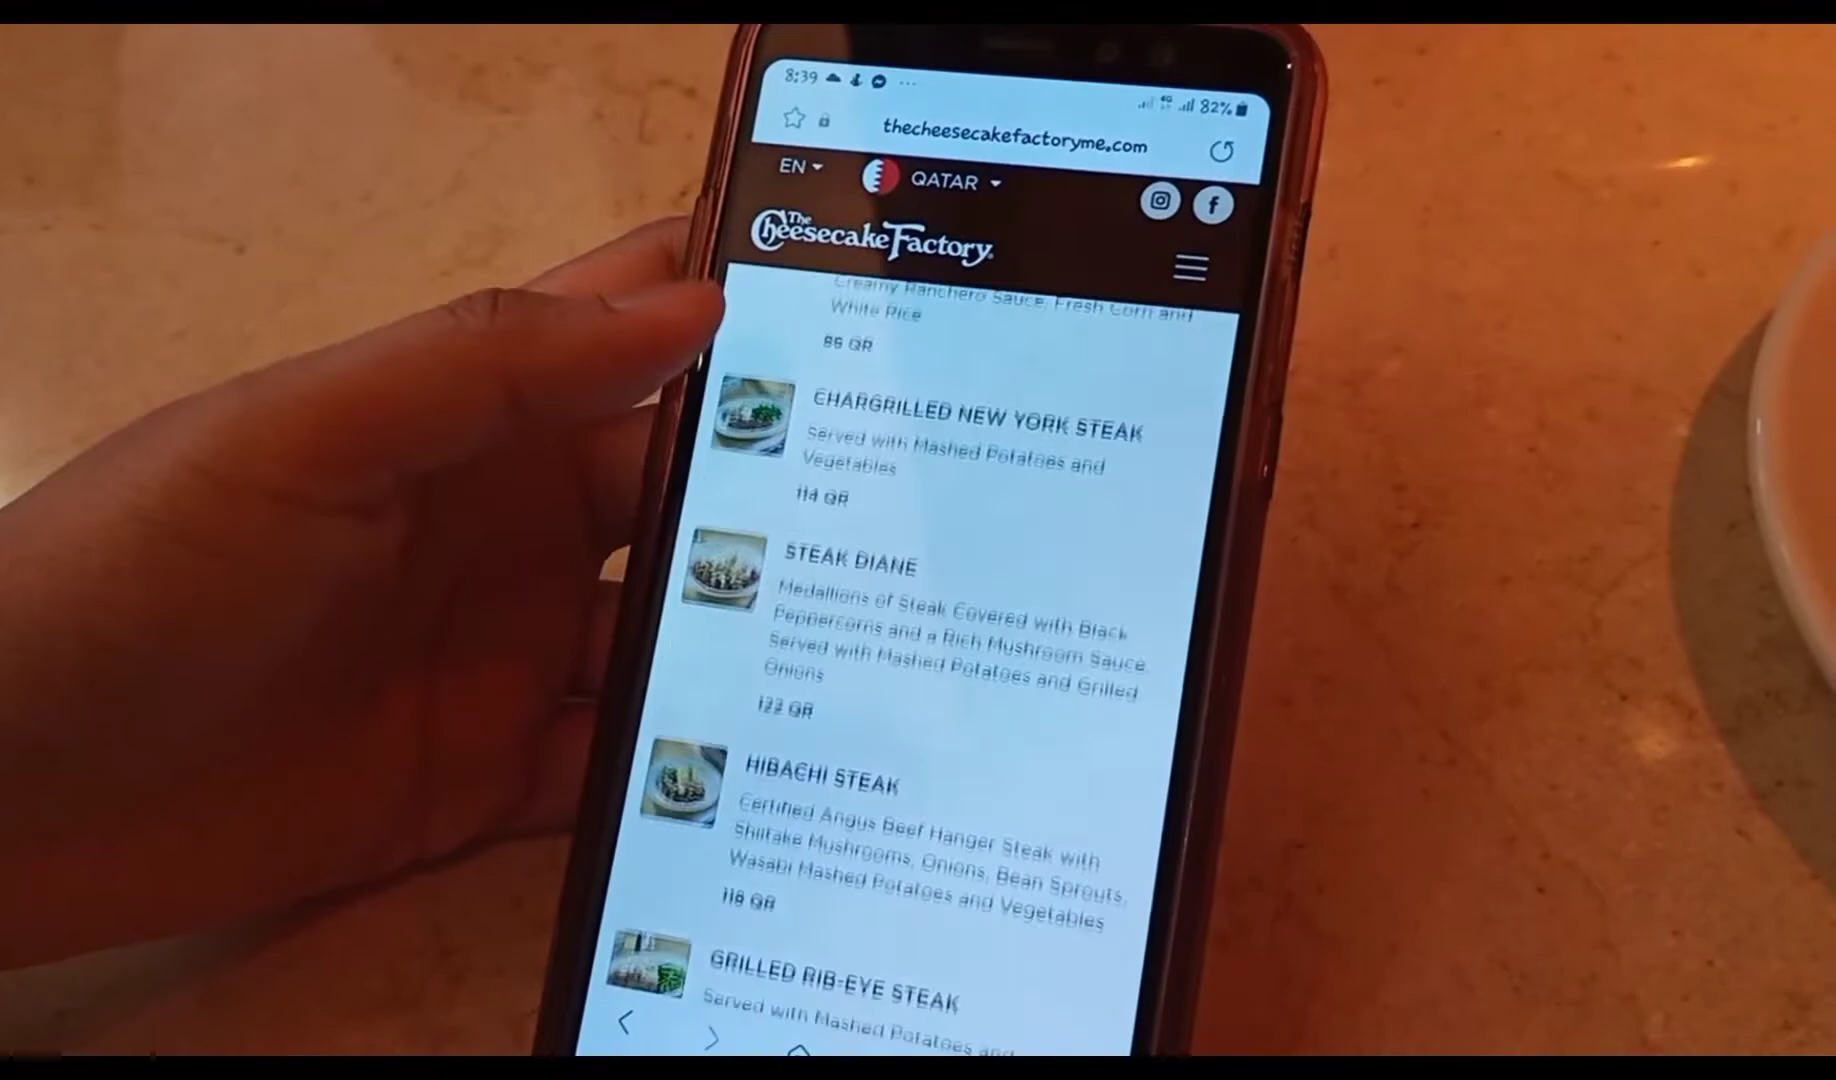 8:39
4G 82%
thecheesecakefactoryme.com
EN QATAR
The Cheesecake Factory
Creamy Ranchero Sauce, Fresh Corn and
White Rice
QR
CHARGRILLED NEW YORK STEAK
Served with Mashed Potatoes and
Vegetables
114 QR
STEAK DIANE
Medallions of Steak Covered with Black
Peppercorns and a Rich Mushroom Sauce.
Served with Mashed Potatoes and Grilled
Onions
122 QR
HIBACHI STEAK
Certified Angus Beef Hanger Steak with
Shiitake Mushrooms, Onions, Bean Sprouts,
Wasabi Mashed Potatoes and Vegetables
QR
GRILLED RIB-EYE STEAK
Served with Mashed Potatoes and